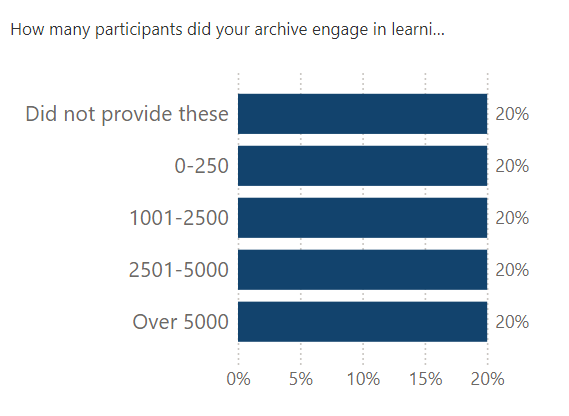 How many participants did your archive engage in learni...
Did not provide these 20%
0-250 20%
1001-2500 20%
2501-5000 20%
Over 5000 20%
0% 5% 10% 15% 20%